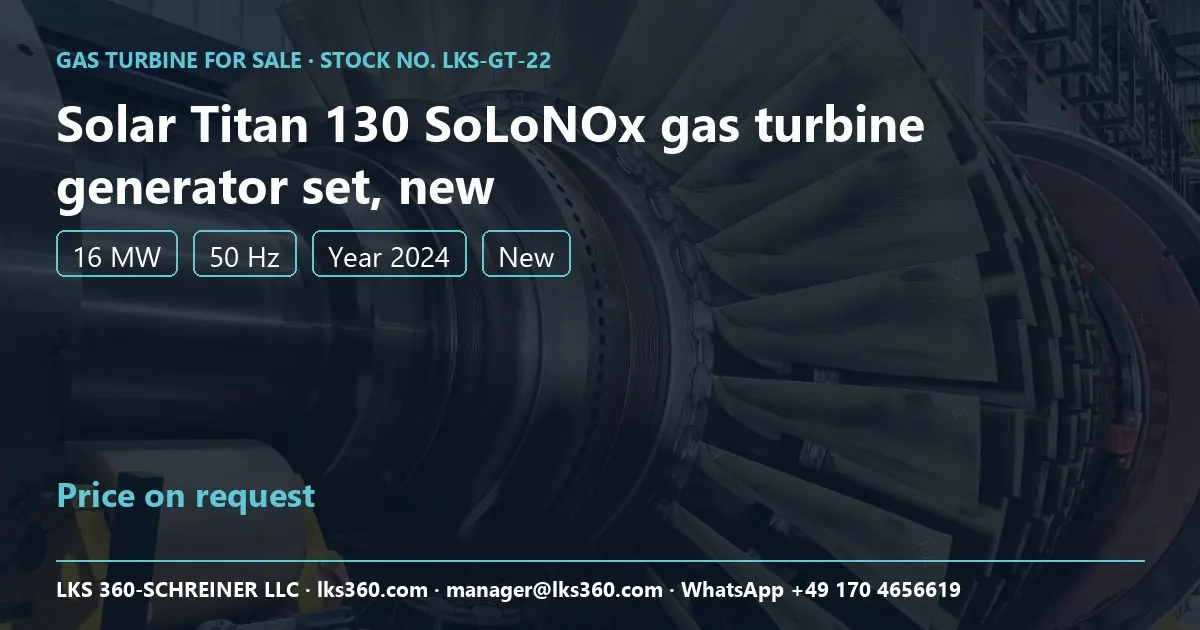 GAS TURBINE FOR SALE · STOCK NO. LKS-GT-22
Solar Titan 130 SoLoNOx gas turbine
generator set, new
16 MW
50 Hz
Year 2024
New
Price on request
LKS 360-SCHREINER LLC · lks360.com · manager@lks360.com · WhatsApp +49 170 4656619